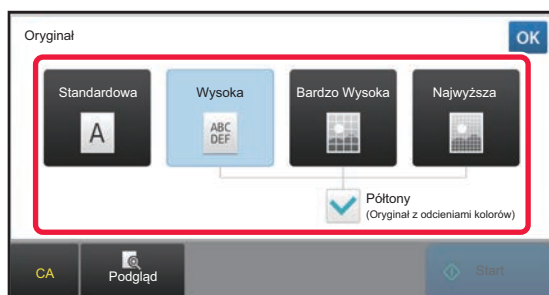 Oryginał
OK
Standardowa
Wysoka
Bardzo Wysoka
Najwyższa
A
ABC
DEF
Półtony
(Oryginał z odcieniami kolorów)
CA
Podgląd
Start